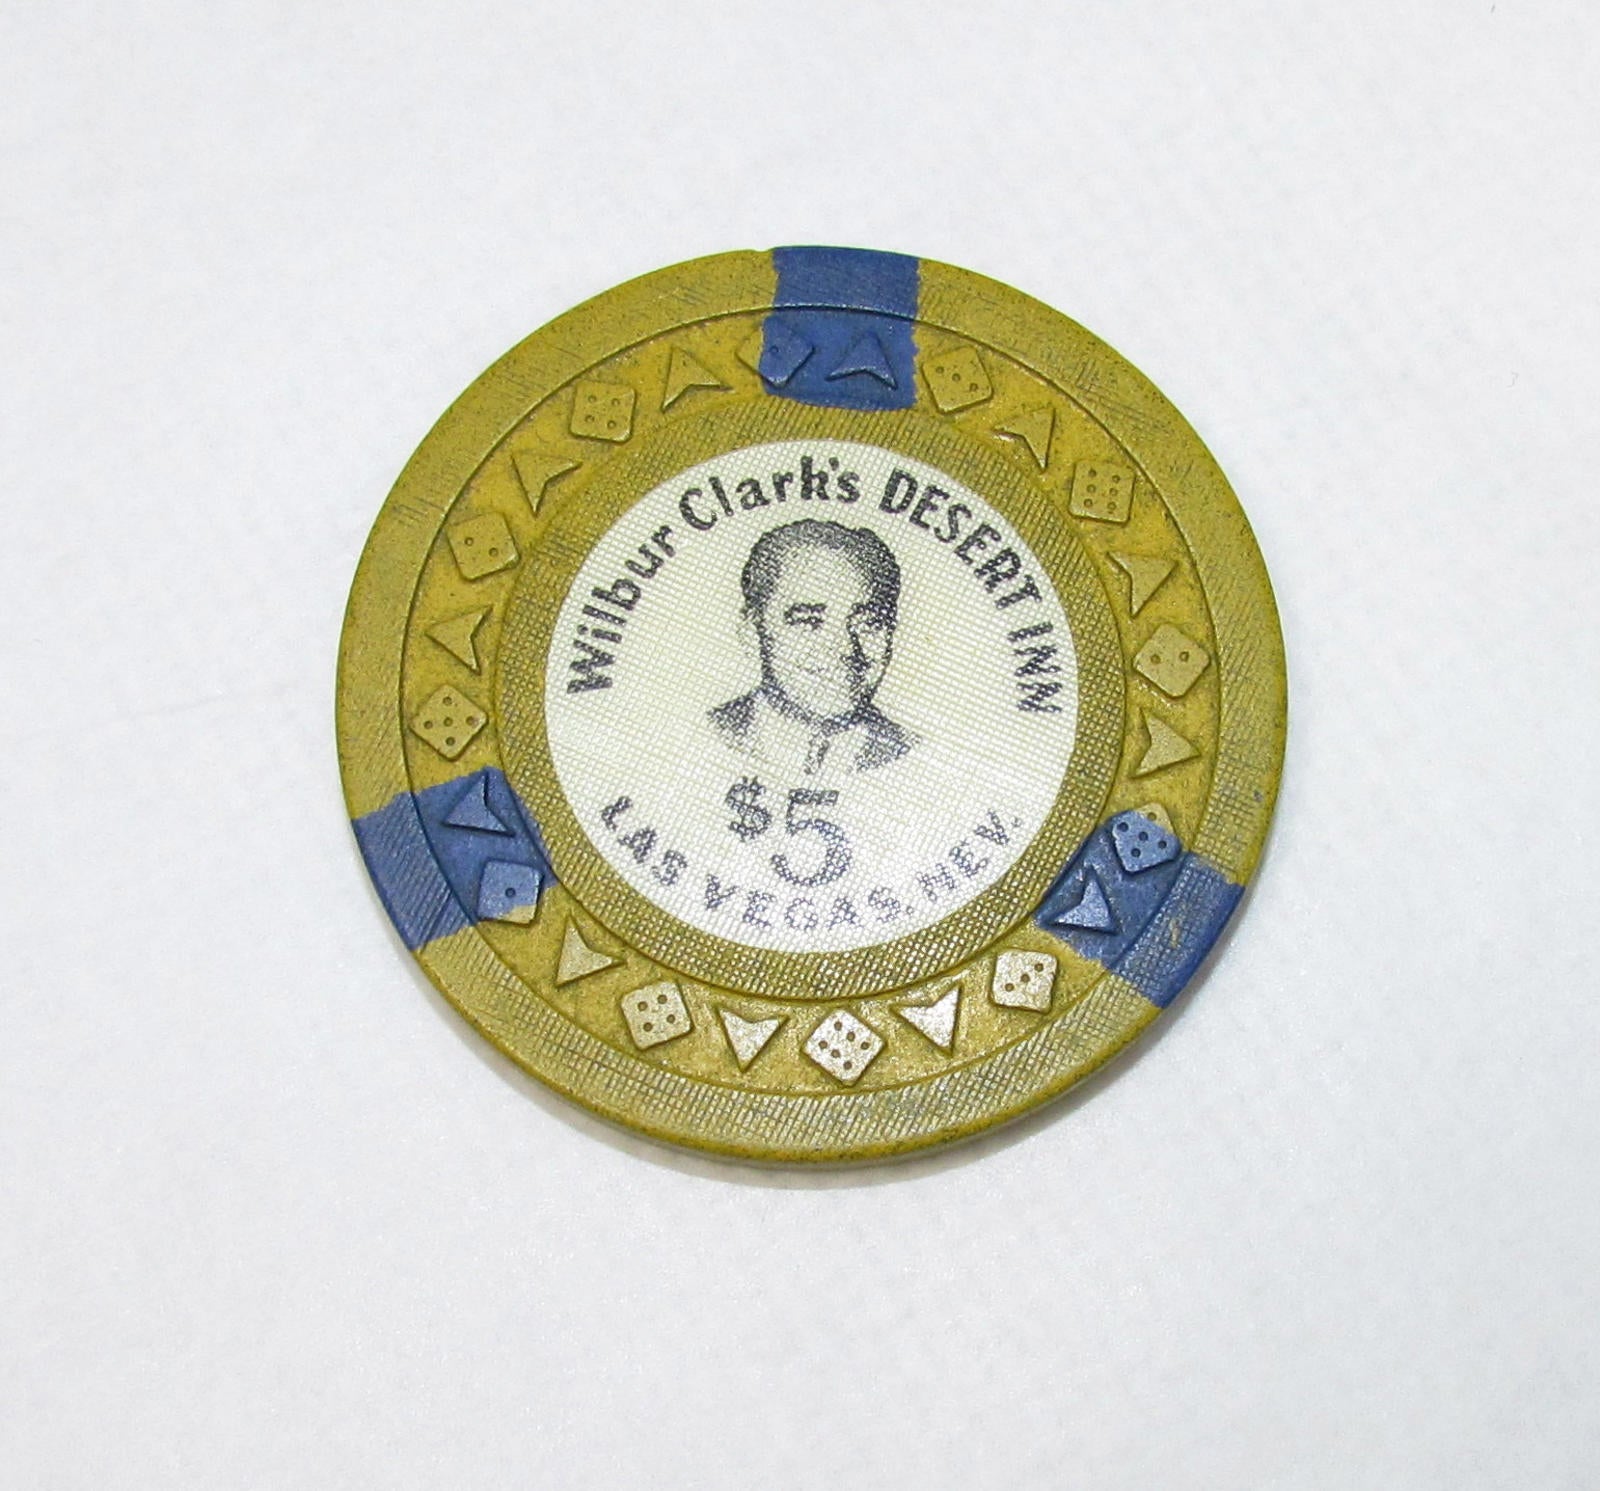 Wilbur Clark's DESERT INN
$5
LAS VEGAS, NEV.